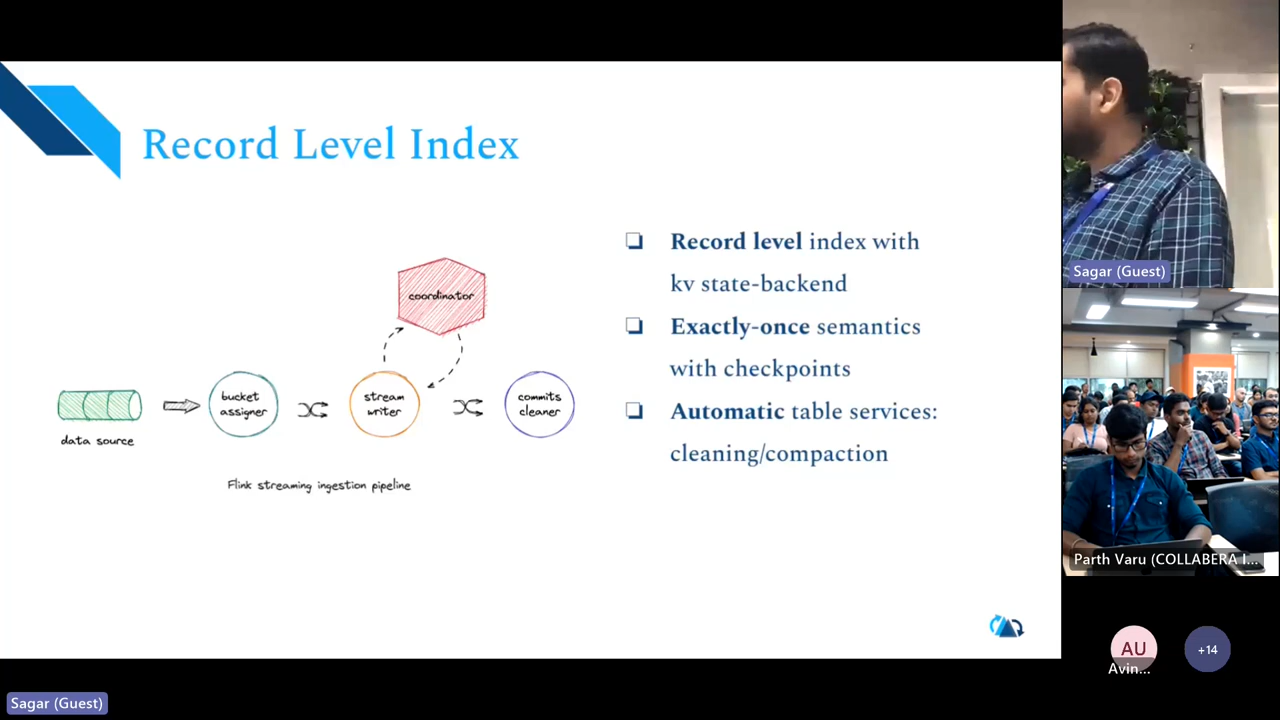 Record Level Index
Record level index with
kv state-backend
Exactly-once semantics
with checkpoints
Automatic table services:
cleaning/compaction
coordinator
bucket
assigner
stream
writer
commits
cleaner
data source
Flink streaming ingestion pipeline
Sagar (Guest)
Parth Varu (COLLABERA I...
AU
Avin...
+14
Sagar (Guest)